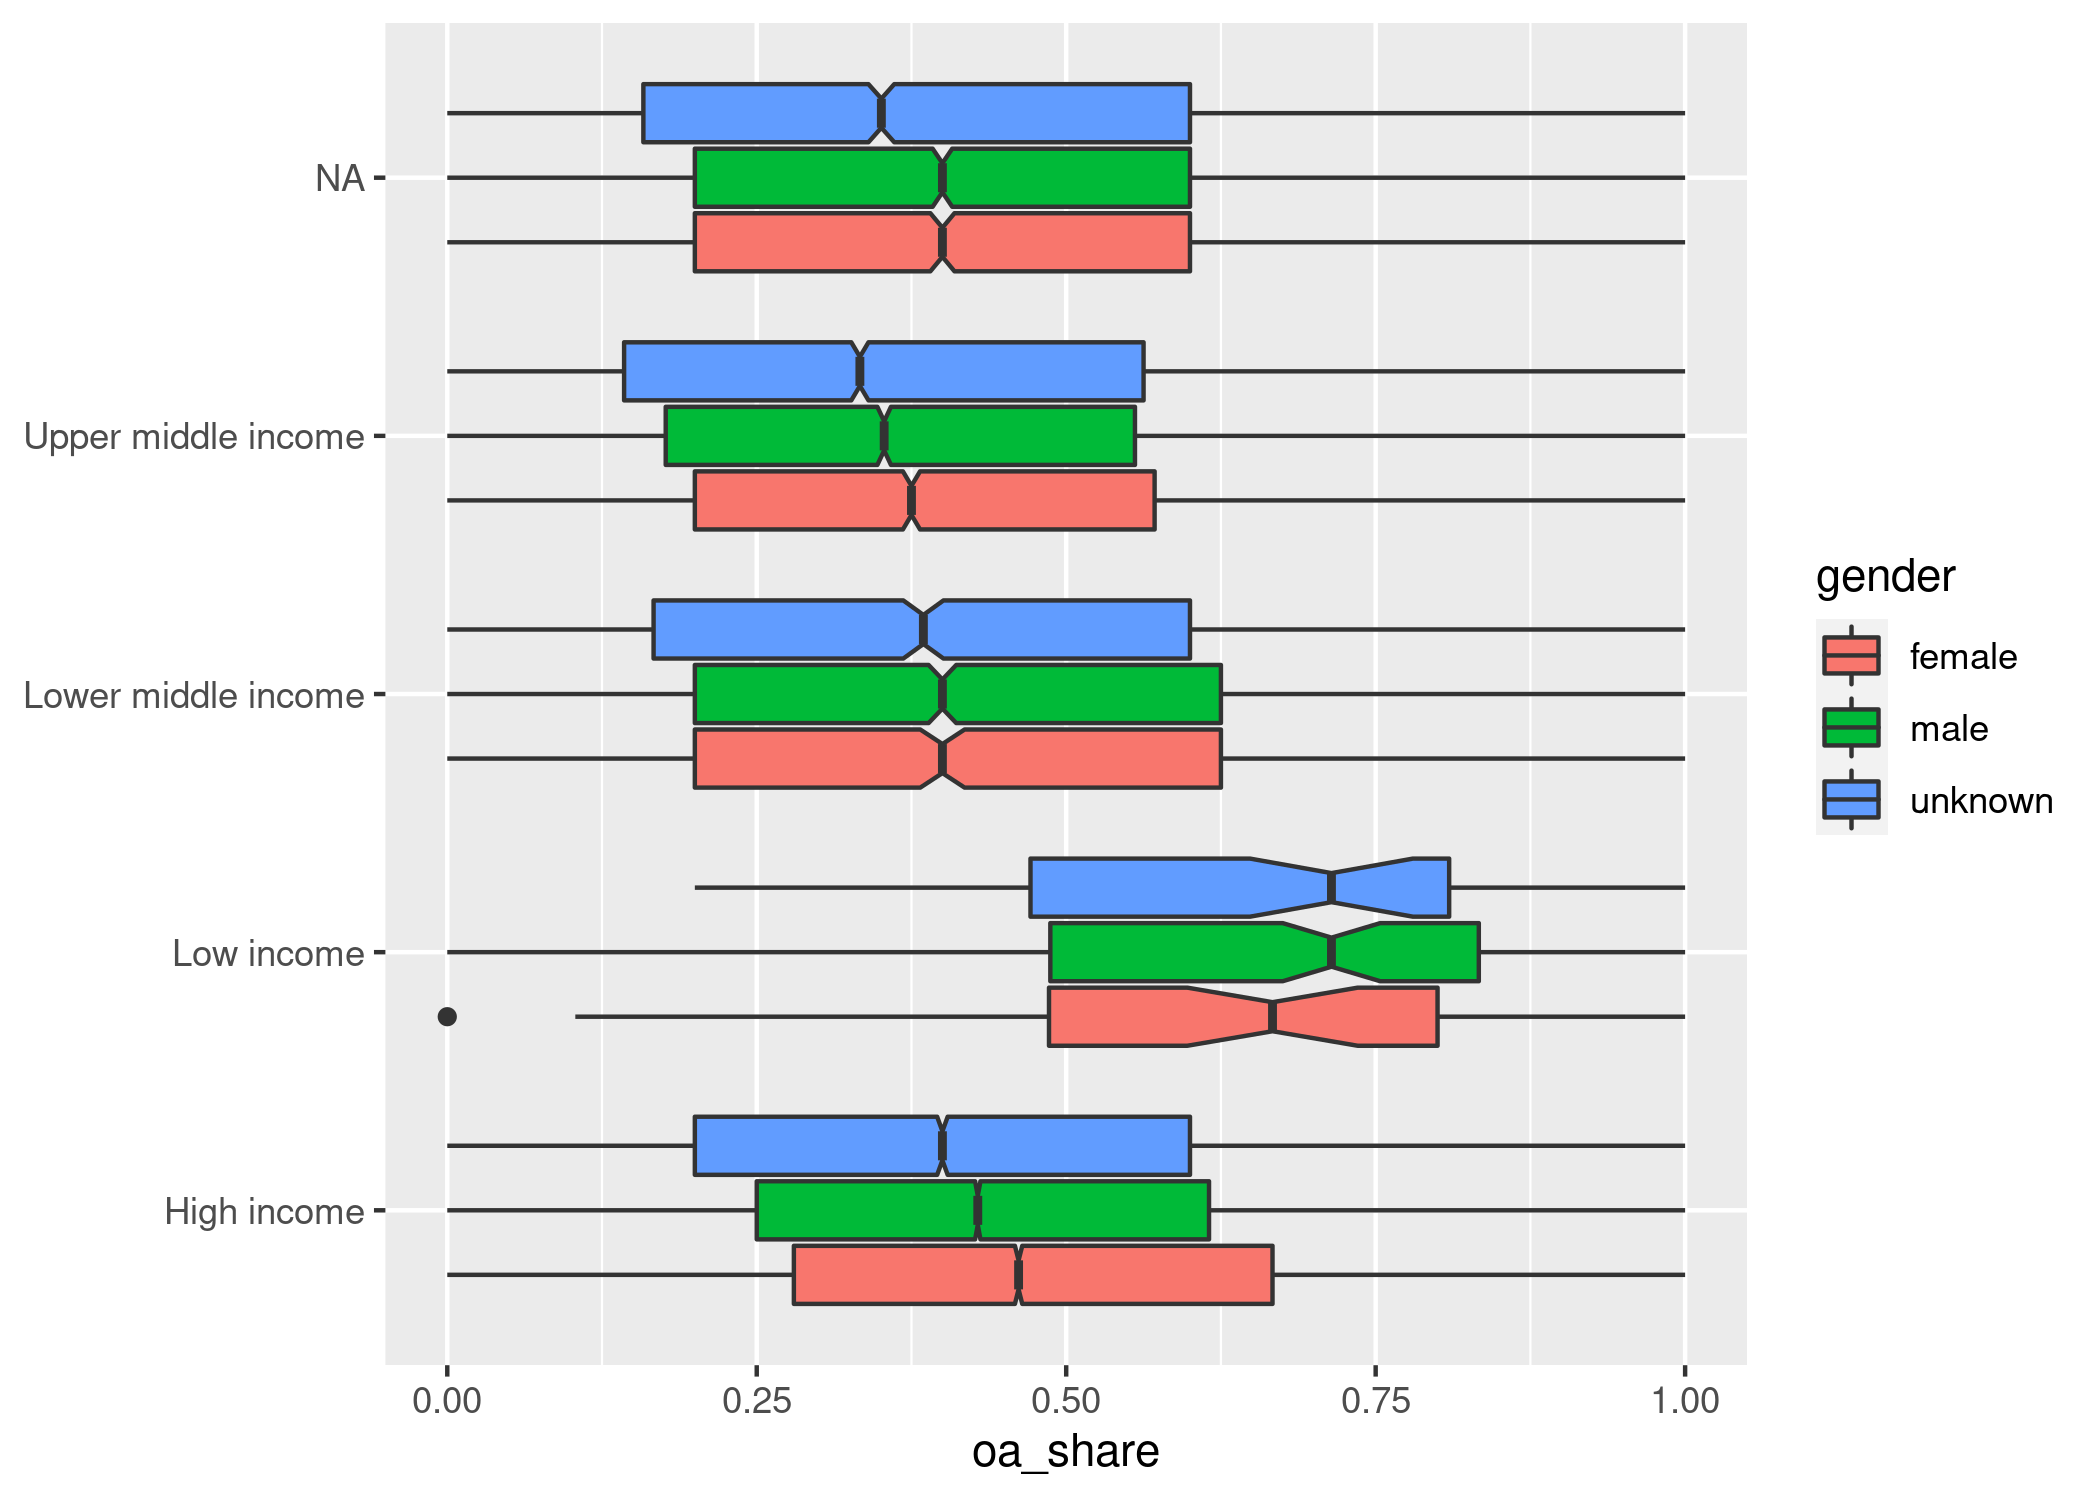 NA
Upper middle income
Lower middle income
Low income
High income
0.00 0.25 0.50 0.75 1.00
oa_share
gender
female
male
unknown